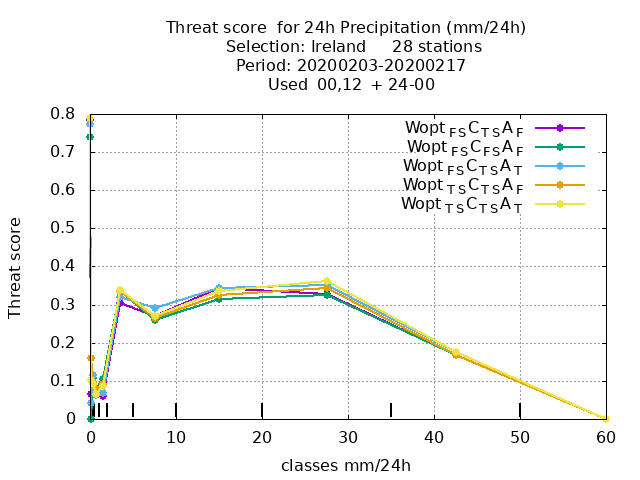 Threat score  for 24h Precipitation (mm/24h)
Selection: Ireland     28 stations
Period: 20200203-20200217
Used  00,12  + 24-00
Wopt FS C TS A F
Wopt FS C FS A F
Wopt FS C TS A T
Wopt TS C TS A F
Wopt TS C TS A T
Threat score
0.8
0.7
0.6
0.5
0.4
0.3
0.2
0.1
0
0 10 20 30 40 50 60
classes mm/24h